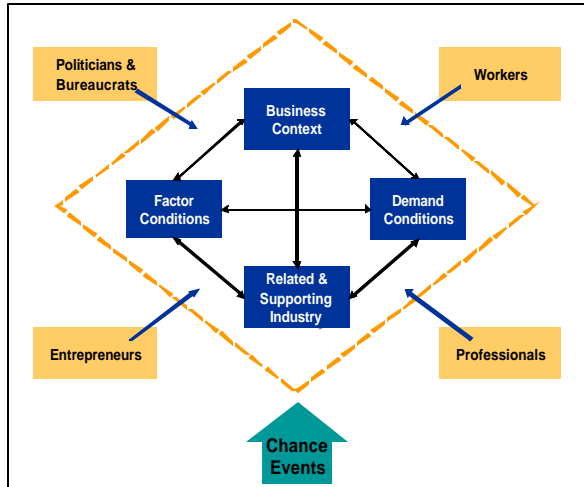 Politicians &
Bureaucrats
Workers
Business
Context
Factor
Conditions
Demand
Conditions
Related &
Supporting
Industry
Entrepreneurs
Professionals
Chance
Events